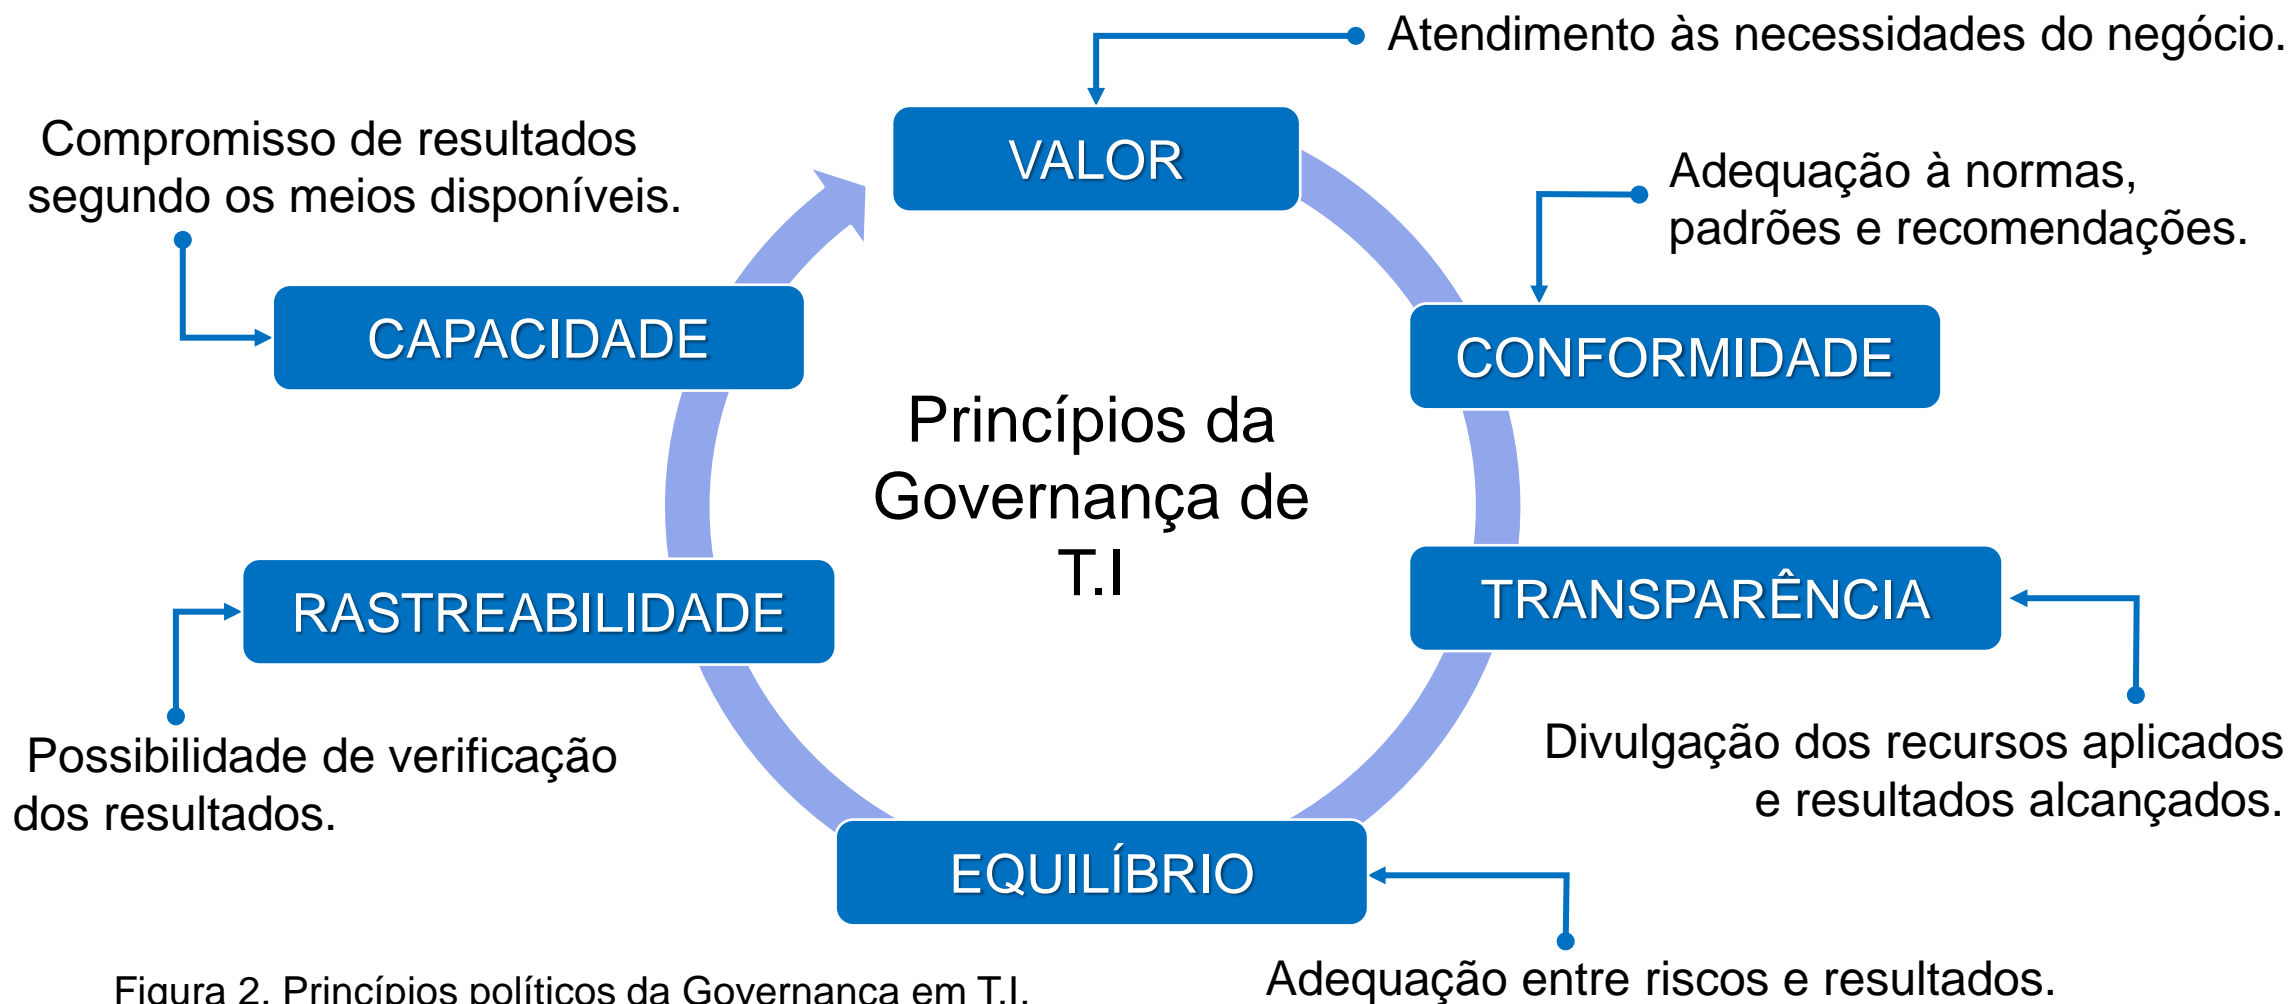 Atendimento às necessidades do negócio.
VALOR
Compromisso de resultados
segundo os meios disponíveis.
Adequação à normas,
padrões e recomendações.
CAPACIDADE
CONFORMIDADE
Princípios da
Governança de
T.I
RASTREABILIDADE
TRANSPARÊNCIA
Possibilidade de verificação
dos resultados.
Divulgação dos recursos aplicados
e resultados alcançados.
EQUILÍBRIO
Adequação entre riscos e resultados.
Figura 2. Princípios políticos da Governança em T.I.